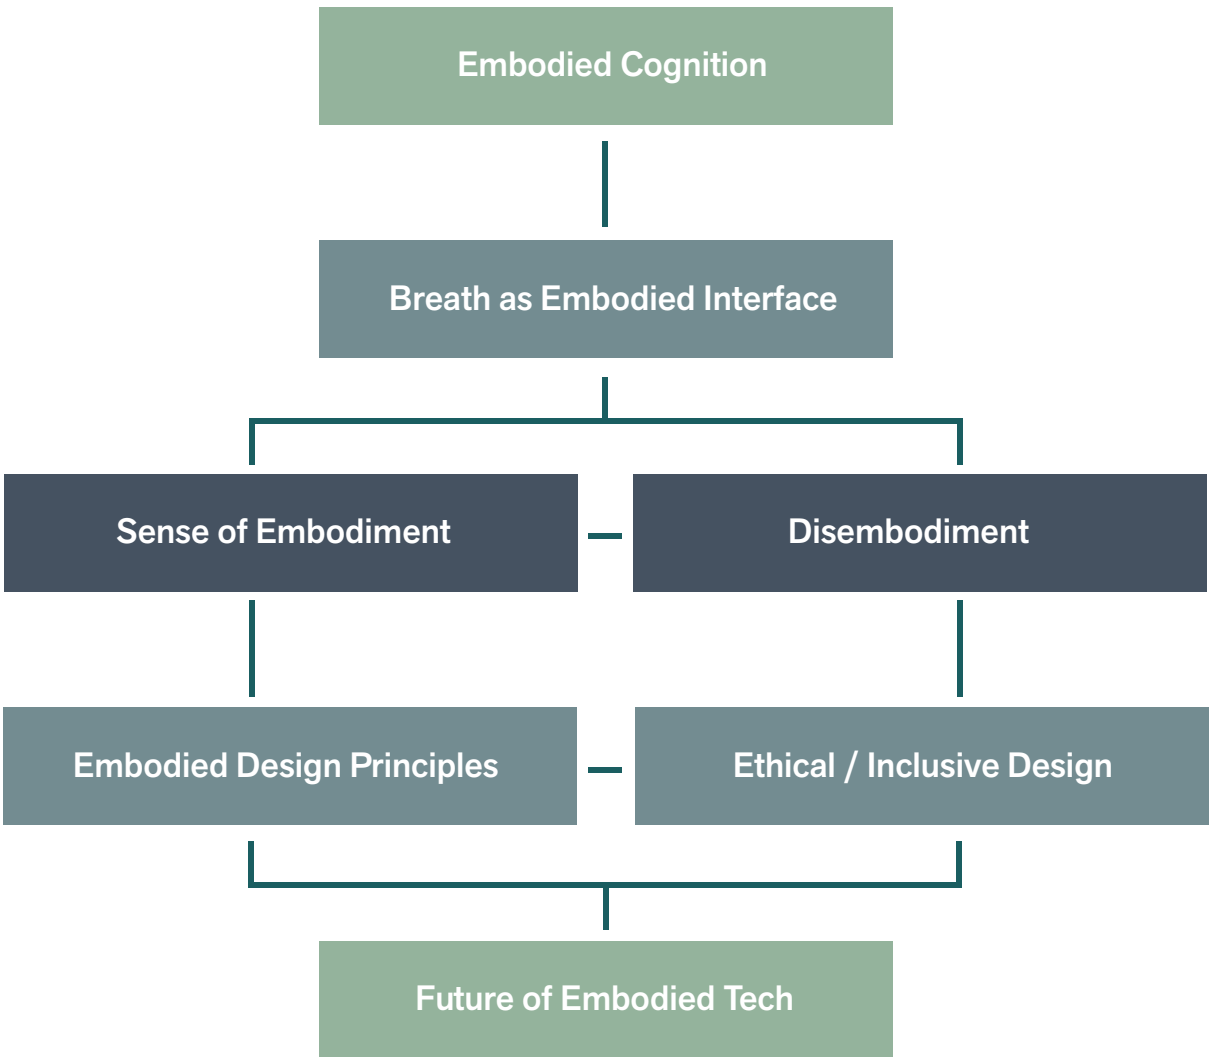 Embodied Cognition
Breath as Embodied Interface
Sense of Embodiment
Disembodiment
Embodied Design Principles
Ethical / Inclusive Design
Future of Embodied Tech